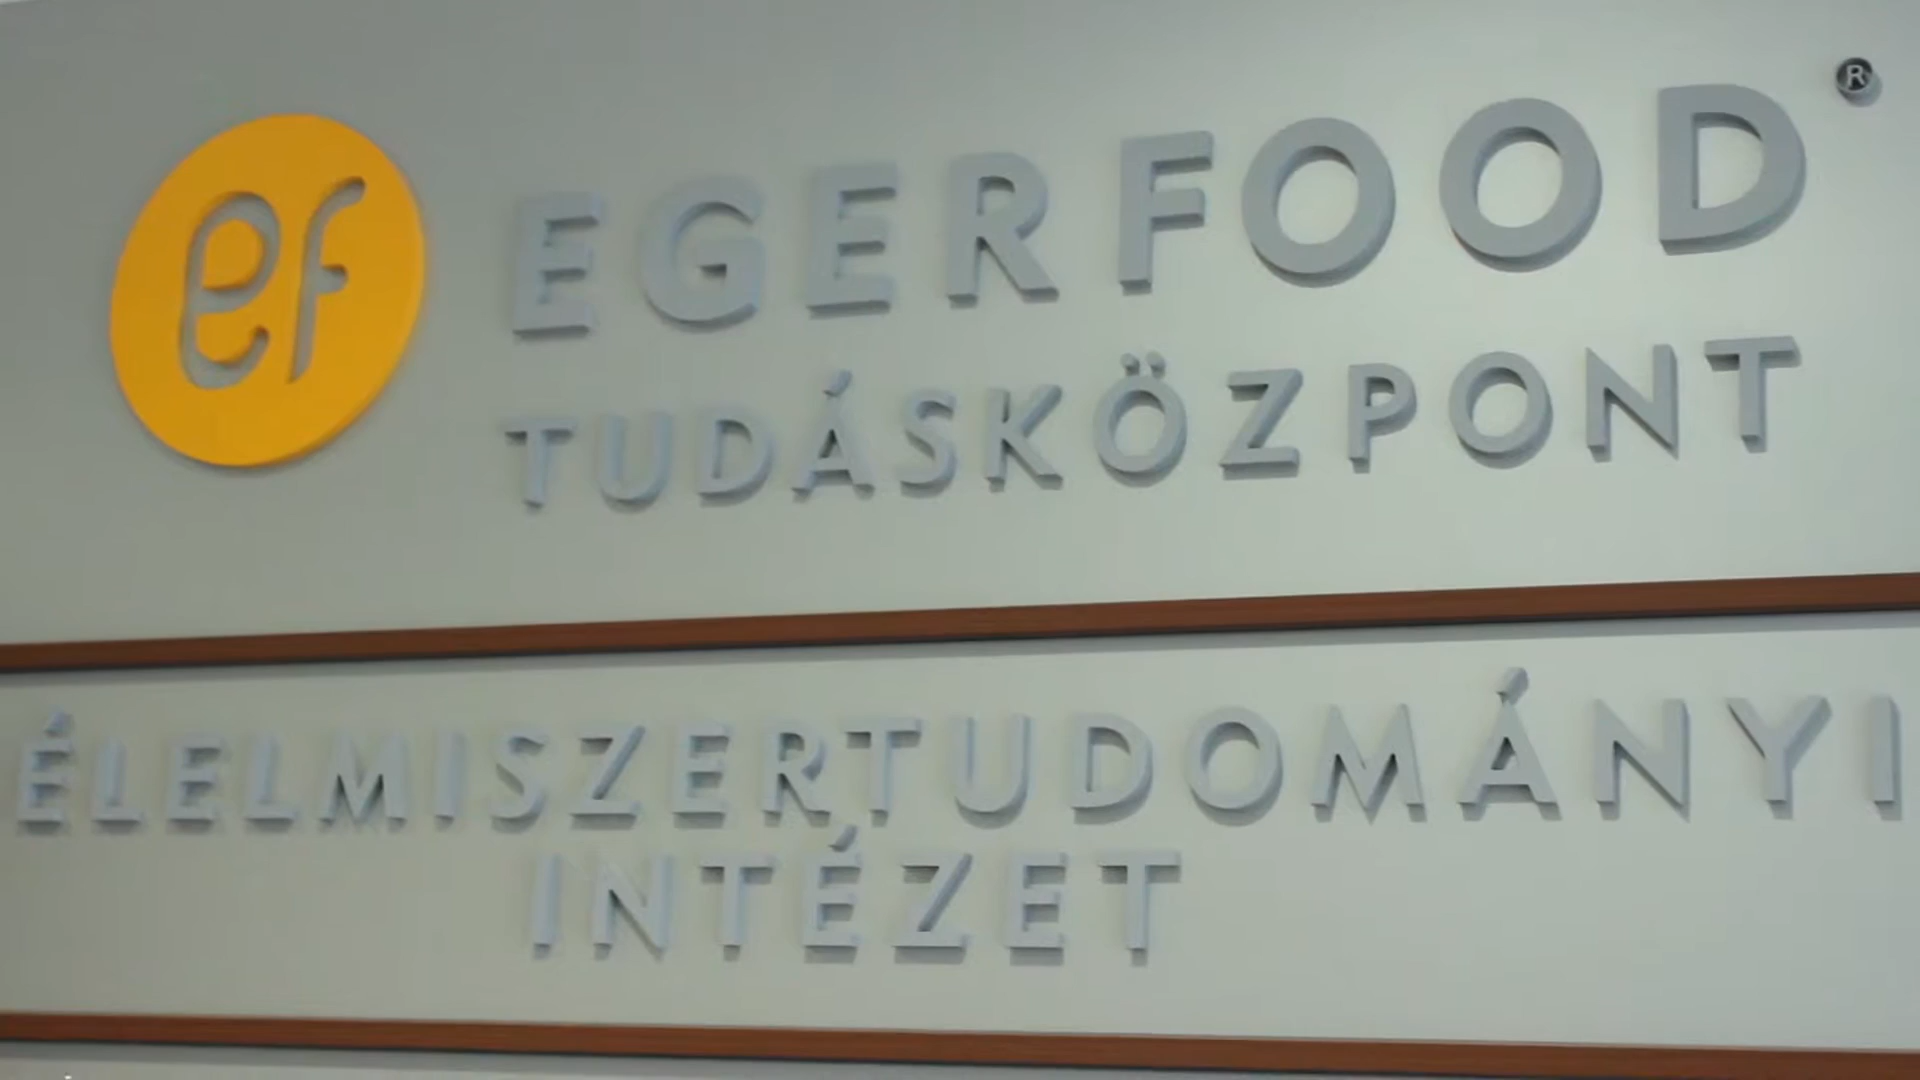 ef
EGERFOOD®
TUDÁSKÖZPONT
ÉLELMISZERTUDOMÁNYI
INTÉZET